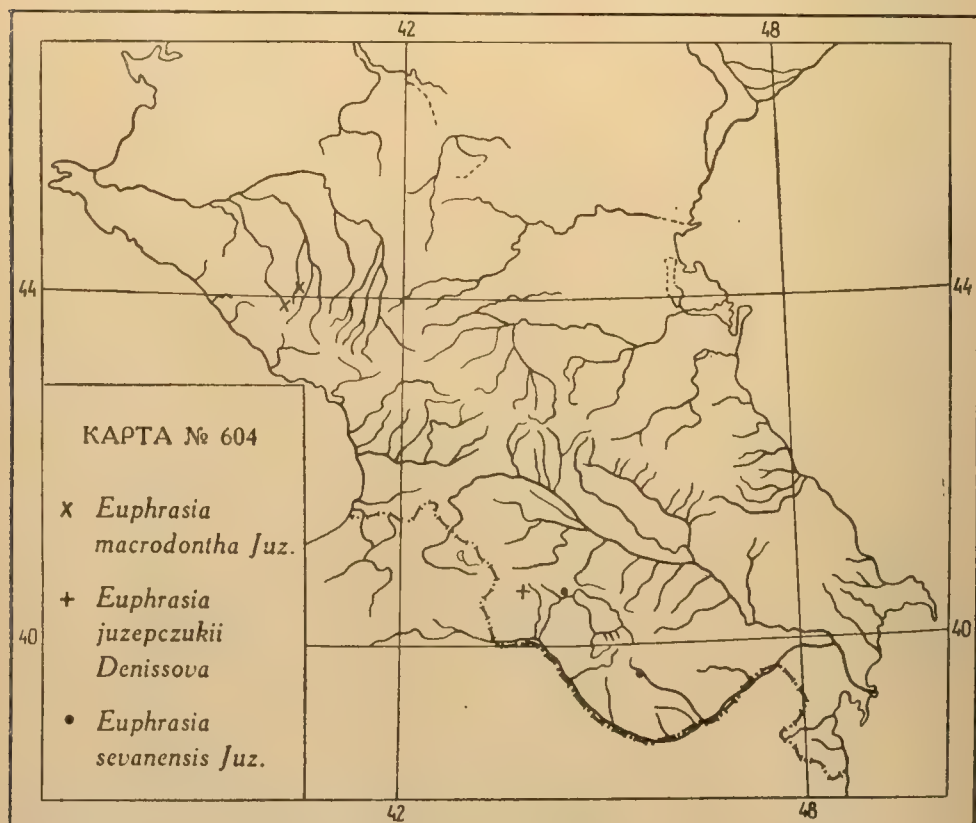 42 48
44 44
КАРТА № 604
x Euphrasia
macrodontha Juz.
+ Euphrasia
juzepczukii
Denissova
• Euphrasia
sevanensis Juz.
40 40
42 48